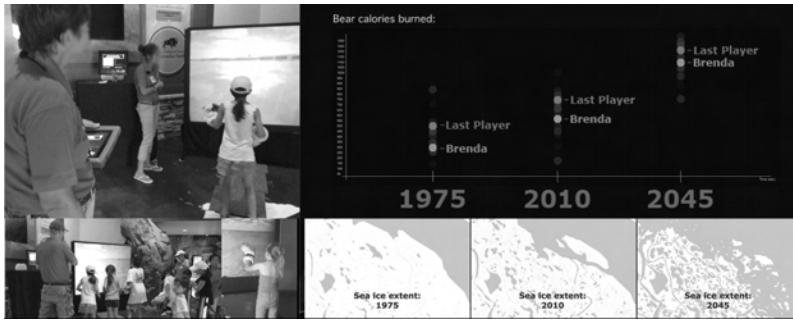 Bear calories burned:
Last Player
Brenda
Last Player
Brenda
Last Player
Brenda
1975
2010
2045
Sea ice extent:
1975
Sea ice extent:
2010
Sea ice extent:
2045